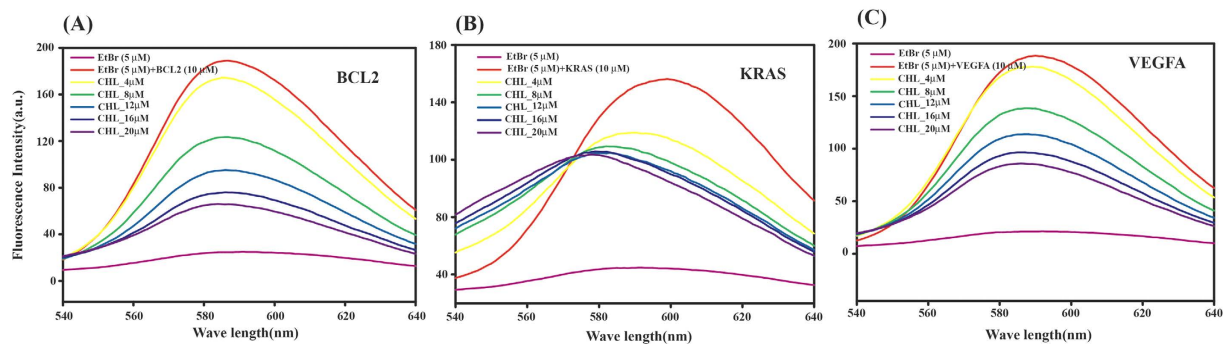 (A)
EtBr (5 µM)
EtBr (5 µM)+BCL2 (10 µM)
CHL_4µM
CHL_8µM
CHL_12µM
CHL_16µM
CHL_20µM
BCL2
Fluorescence Intensity(a.u.)
200
160
120
80
40
0
540
560
580
600
620
640
Wave length(nm)
(B)
EtBr (5 µM)
EtBr (5 µM)+KRAS (10 µM)
CHL_4µM
CHL_8µM
CHL_12µM
CHL_16µM
CHL_20µM
KRAS
180
160
120
100
80
40
540
560
580
600
620
640
Wave length(nm)
(C)
EtBr (5 µM)
EtBr (5 µM)+VEGFA (10 µM)
CHL_4µM
CHL_8µM
CHL_12µM
CHL_16µM
CHL_20µM
VEGFA
200
150
100
50
0
50
100
540
560
580
600
620
640
Wave length(nm)